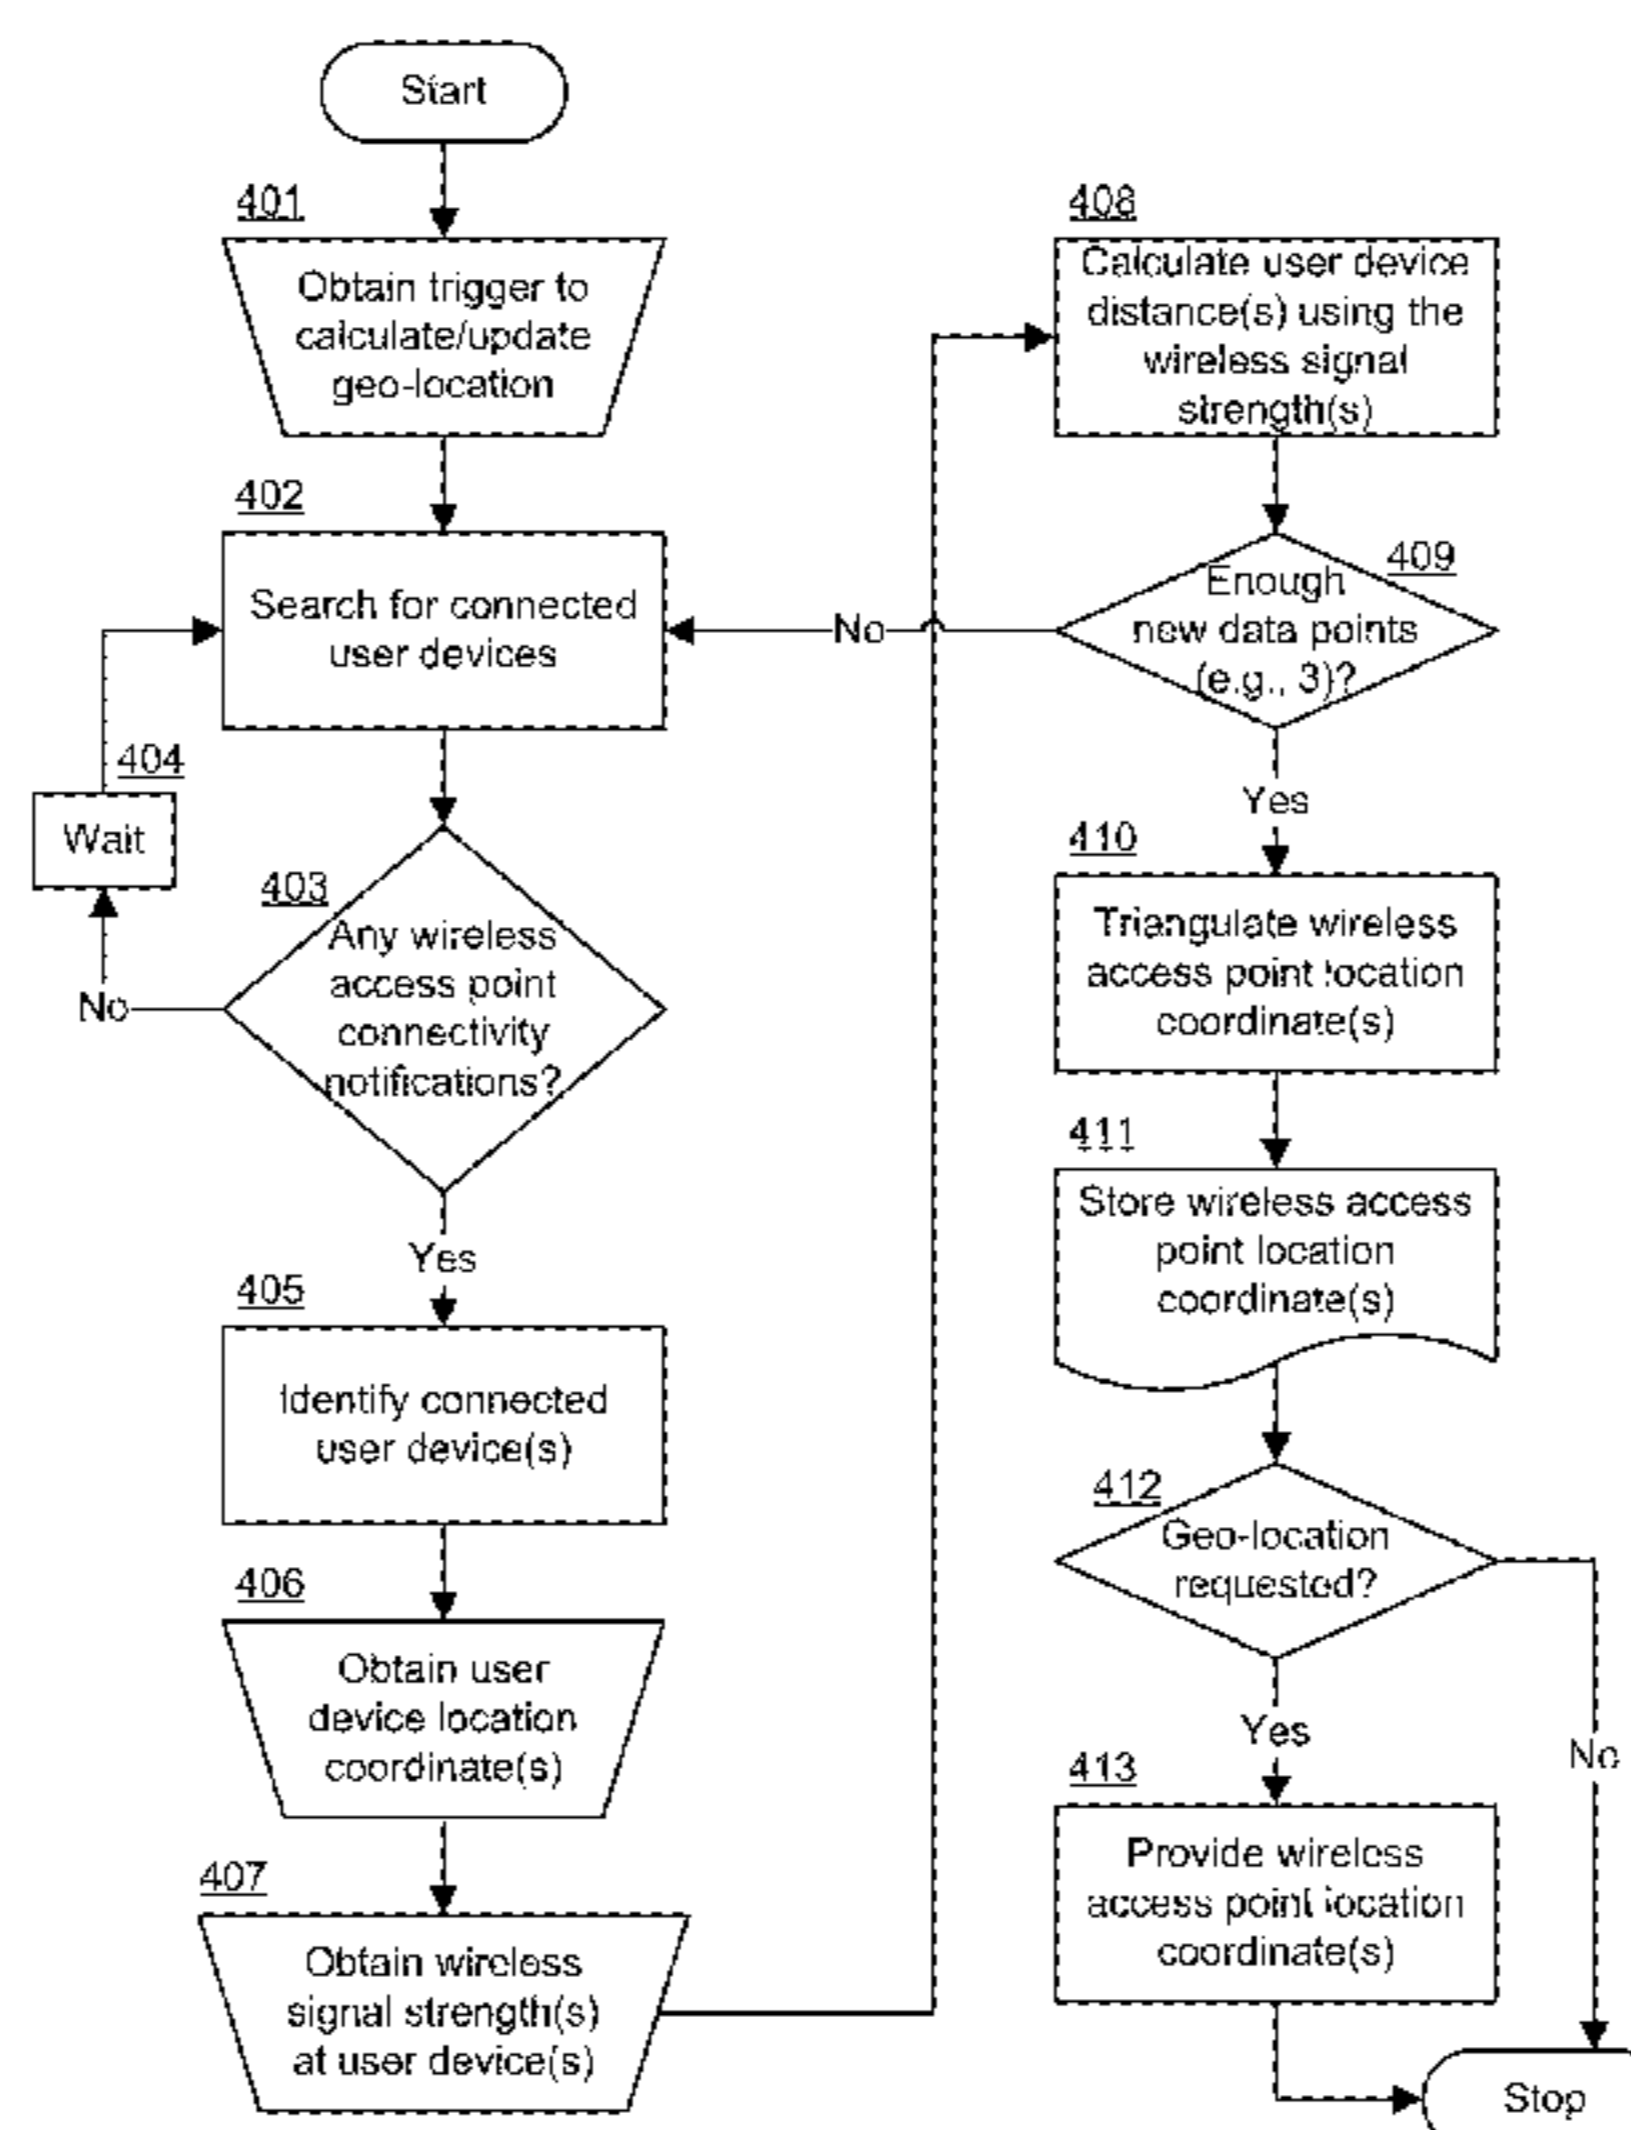 Start
401
Obtain trigger to
calculate/update
geo-location
402
Search for connected
user devices
404
Wait
403
Any wireless
access point
connectivity
notifications?
No
Yes
405
Identify connected
user device(s)
406
Obtain user
device location
coordinate(s)
407
Obtain wireless
signal strength(s)
at user device(s)
408
Calculate user device
distance(s) using the
wireless signal
strength(s)
409
Enough
new data points
(e.g., 3)?
No
Yes
410
Triangulate wireless
access point location
coordinate(s)
411
Store wireless access
point location
coordinate(s)
412
Geo-location
requested?
Yes
No
413
Provide wireless
access point location
coordinate(s)
Stop